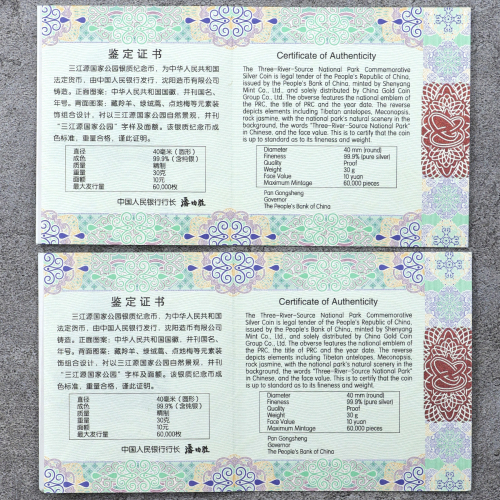 鉴定证书
三江源国家公园银质纪念币，为中华人民共和国
法定货币，由中国人民银行发行，沈阳造币有限公司
铸造。正面图案：中华人民共和国国徽，并刊国名、
年号。背面图案：藏羚羊、绿绒蒿、点地梅等元素装
饰组合设计，衬以三江源国家公园自然景观，并刊
“三江源国家公园”字样及面额。该银质纪念币成
色标准，重量合格，谨此证明。
直径 40毫米（圆形）
成色 99.9%（含纯银）
质量 精制
重量 30克
面额 10元
最大发行量 60,000枚
中国人民银行行长 潘功胜
Certificate of Authenticity
The Three-River-Source National Park Commemorative
Silver Coin is legal tender of the People's Republic of China,
issued by the People's Bank of China, minted by Shenyang
Mint Co., Ltd., and solely distributed by China Gold Coin
Group Co., Ltd. The obverse features the national emblem of
the PRC, the title of PRC and the year date. The reverse
depicts elements including Tibetan antelopes, Meconopsis,
rock jasmine, with the national park's natural scenery in the
background, the words "Three-River-Source National Park"
in Chinese, and the face value. This is to certify that the coin
is up to standard as to its fineness and weight.
Diameter 40 mm (round)
Fineness 99.9% (pure silver)
Quality Proof
Weight 30 g
Face Value 10 yuan
Maximum Mintage 60,000 pieces
Pan Gongsheng
Governor
The People's Bank of China
鉴定证书
三江源国家公园银质纪念币，为中华人民共和国
法定货币，由中国人民银行发行，沈阳造币有限公司
铸造。正面图案：中华人民共和国国徽，并刊国名、
年号。背面图案：藏羚羊、绿绒蒿、点地梅等元素装
饰组合设计，衬以三江源国家公园自然景观，并刊
“三江源国家公园”字样及面额。该银质纪念币成
色标准，重量合格，谨此证明。
直径 40毫米（圆形）
成色 99.9%（含纯银）
质量 精制
重量 30克
面额 10元
最大发行量 60,000枚
中国人民银行行长 潘功胜
Certificate of Authenticity
The Three-River-Source National Park Commemorative
Silver Coin is legal tender of the People's Republic of China,
issued by the People's Bank of China, minted by Shenyang
Mint Co., Ltd., and solely distributed by China Gold Coin
Group Co., Ltd. The obverse features the national emblem of
the PRC, the title of PRC and the year date. The reverse
depicts elements including Tibetan antelopes, Meconopsis,
rock jasmine, with the national park's natural scenery in the
background, the words "Three-River-Source National Park"
in Chinese, and the face value. This is to certify that the coin
is up to standard as to its fineness and weight.
Diameter 40 mm (round)
Fineness 99.9% (pure silver)
Quality Proof
Weight 30 g
Face Value 10 yuan
Maximum Mintage 60,000 pieces
Pan Gongsheng
Governor
The People's Bank of China